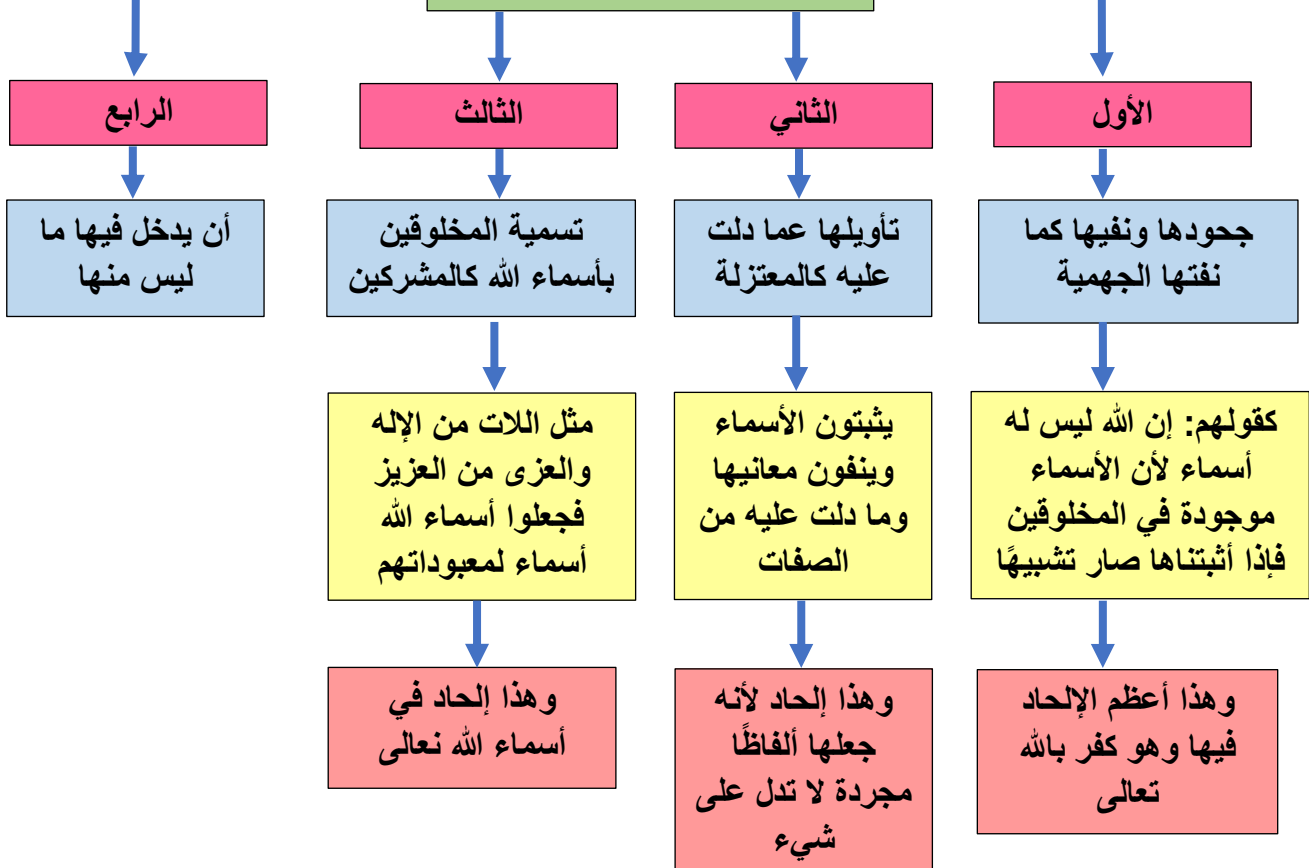 الأول
جحودها ونفيها كما
نفتها الجهمية
كقولهم: إن الله ليس له
أسماء لأن الأسماء
موجودة في المخلوقين
فإذا أثبتناها صار تشبيهًا
وهذا أعظم الإلحاد
فيها وهو كفر بالله
تعالى
الثاني
تأويلها عما دلت
عليه كالمعتزلة
يثبتون الأسماء
وينفون معانيها
وما دلت عليه من
الصفات
وهذا إلحاد لأنه
جعلها ألفاظًا
مجردة لا تدل على
شيء
الثالث
تسمية المخلوقين
بأسماء الله كالمشركين
مثل اللات من الإله
والعزى من العزيز
فجعلوا أسماء الله
أسماء لمعبوداتهم
وهذا إلحاد في
أسماء الله نعالى
الرابع
أن يدخل فيها ما
ليس منها